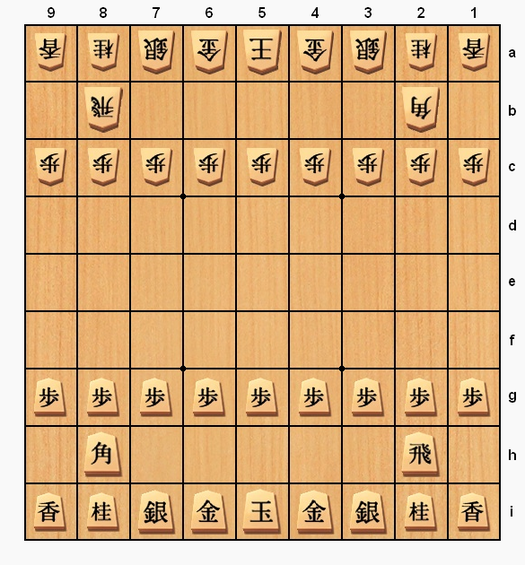 9 8 7 6 5 4 3 2 1
香 桂 銀 金 王 金 銀 桂 香 a
飛 角 b
歩 歩 歩 歩 歩 歩 歩 歩 歩 c
d
e
f
歩 歩 歩 歩 歩 歩 歩 歩 歩 g
角 飛 h
香 桂 銀 金 玉 金 銀 桂 香 i